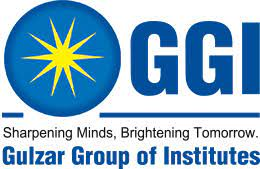 GGI
Sharpening Minds, Brightening Tomorrow.
Gulzar Group of Institutes